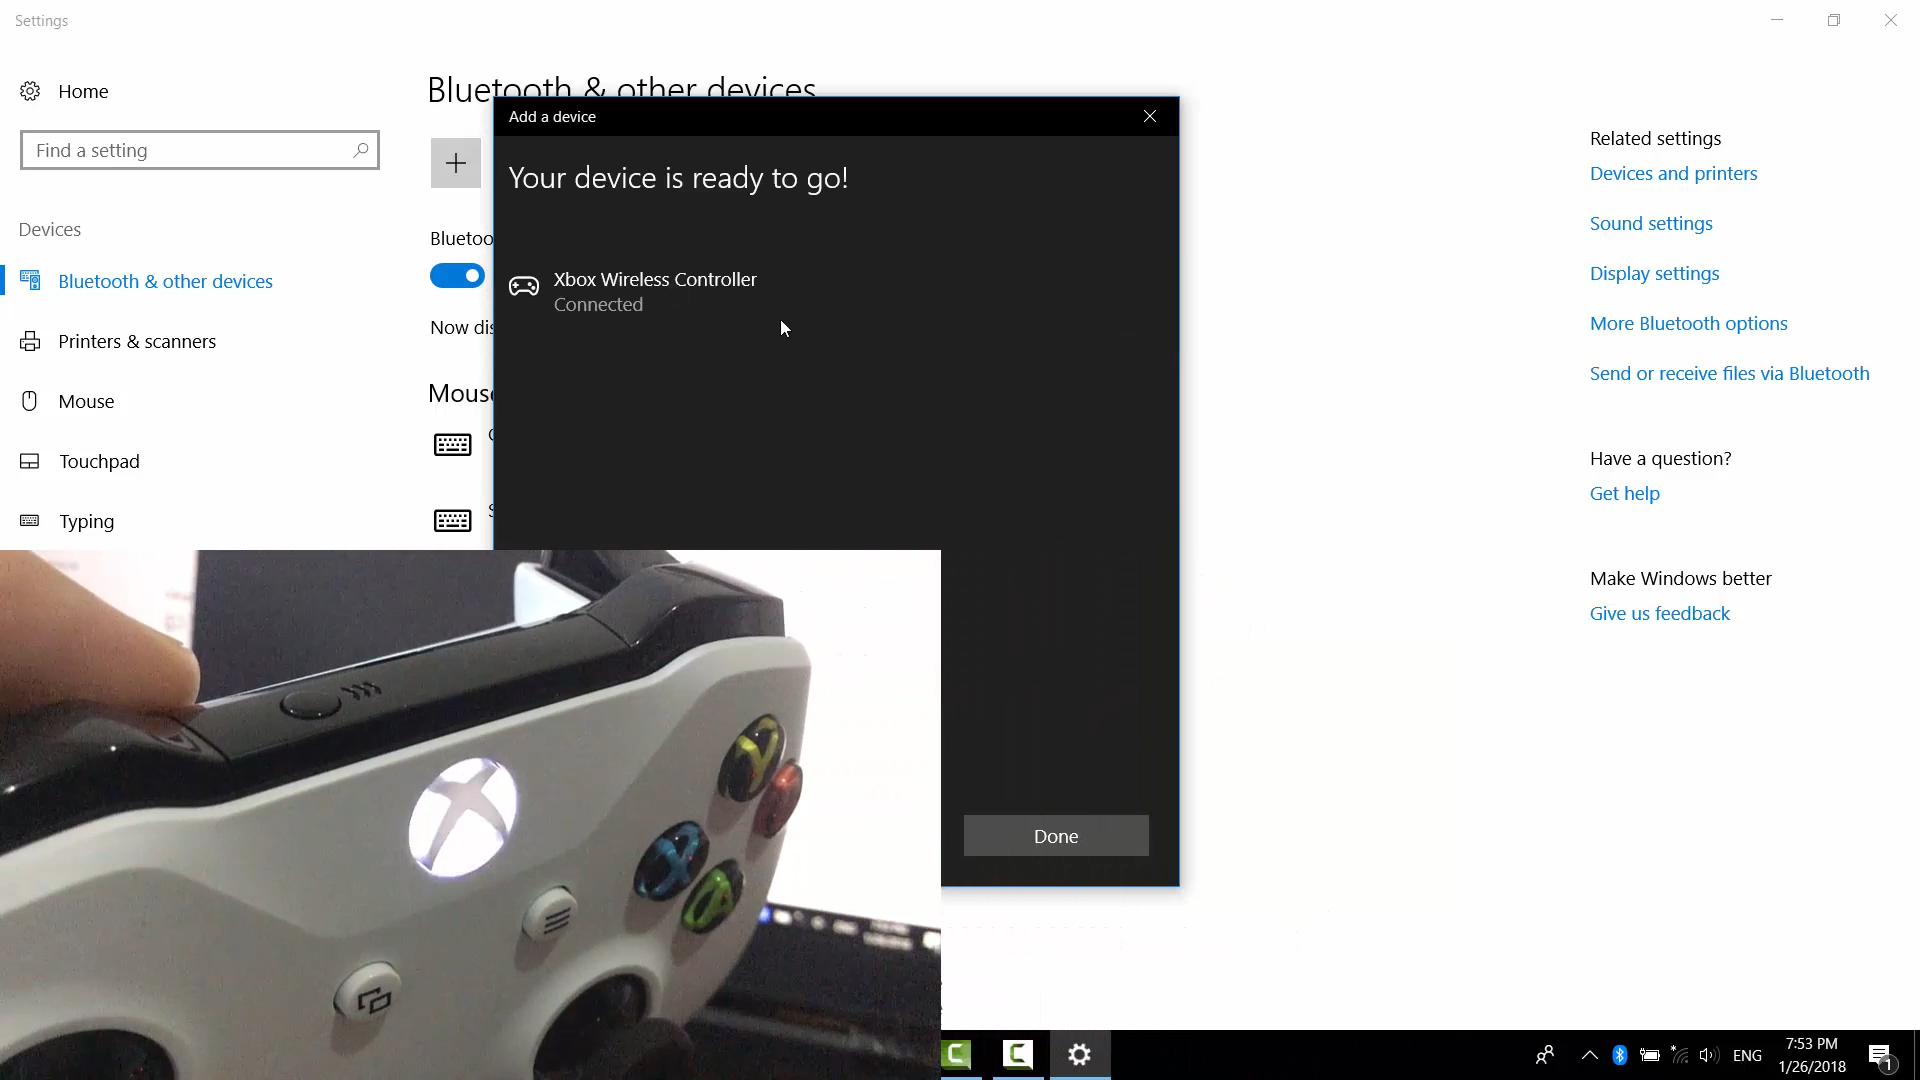 Settings
Home
Find a setting
Devices
Bluetooth & other devices
Printers & scanners
Mouse
Touchpad
Typing
Bluetooth & other devices
Add a device
Your device is ready to go!
Xbox Wireless Controller
Connected
Done
Related settings
Devices and printers
Sound settings
Display settings
More Bluetooth options
Send or receive files via Bluetooth
Have a question?
Get help
Make Windows better
Give us feedback
Y
X
A
ENG
7:53 PM
1/26/2018
1